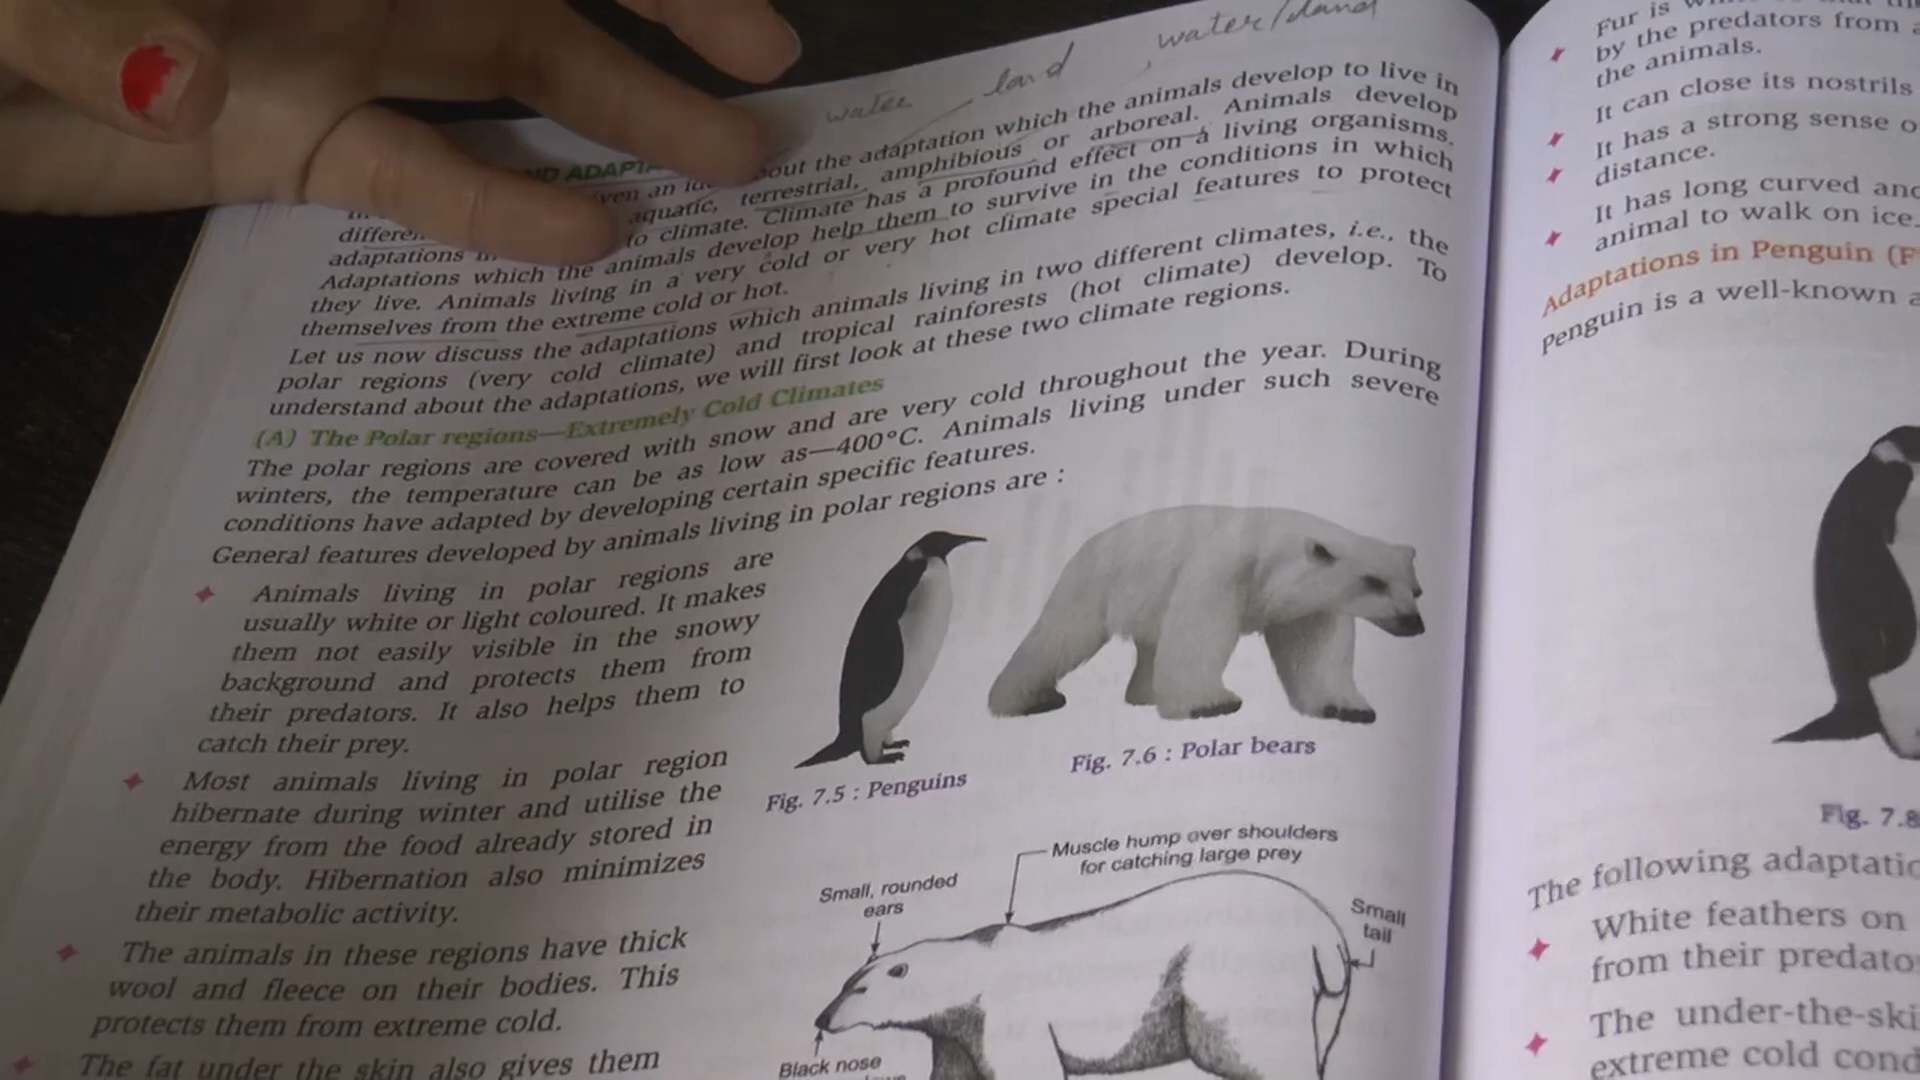 water land , water/land
ND ADAPTA
ven an id bout the adaptation which the animals develop to live in
differen aquatic, terrestrial, amphibious or arboreal. Animals develop
adaptations to climate. Climate has a profound effect on a living organisms.
Adaptations which the animals develop help them to survive in the conditions in which
they live. Animals living in a very cold or very hot climate special features to protect
themselves from the extreme cold or hot.
Let us now discuss the adaptations which animals living in two different climates, i.e., the
polar regions (very cold climate) and tropical rainforests (hot climate) develop. To
understand about the adaptations, we will first look at these two climate regions.
(A) The Polar regions—Extremely Cold Climates
The polar regions are covered with snow and are very cold throughout the year. During
winters, the temperature can be as low as—400°C. Animals living under such severe
conditions have adapted by developing certain specific features.
General features developed by animals living in polar regions are :
Animals living in polar regions are
usually white or light coloured. It makes
them not easily visible in the snowy
background and protects them from
their predators. It also helps them to
catch their prey.
Most animals living in polar region
hibernate during winter and utilise the
energy from the food already stored in
the body. Hibernation also minimizes
their metabolic activity.
The animals in these regions have thick
wool and fleece on their bodies. This
protects them from extreme cold.
The fat under the skin also gives them
Fig. 7.5 : Penguins
Fig. 7.6 : Polar bears
Muscle hump over shoulders
for catching large prey
Small, rounded
ears
Small
tail
Black nose
Fur is
by the predators from
the animals.
It can close its nostrils
It has a strong sense
distance.
It has long curved and
animal to walk on ice.
Adaptations in Penguin (F
Penguin is a well-known
Fig. 7.8
The following adaptatio
White feathers on
from their predato
The under-the-ski
extreme cold cond